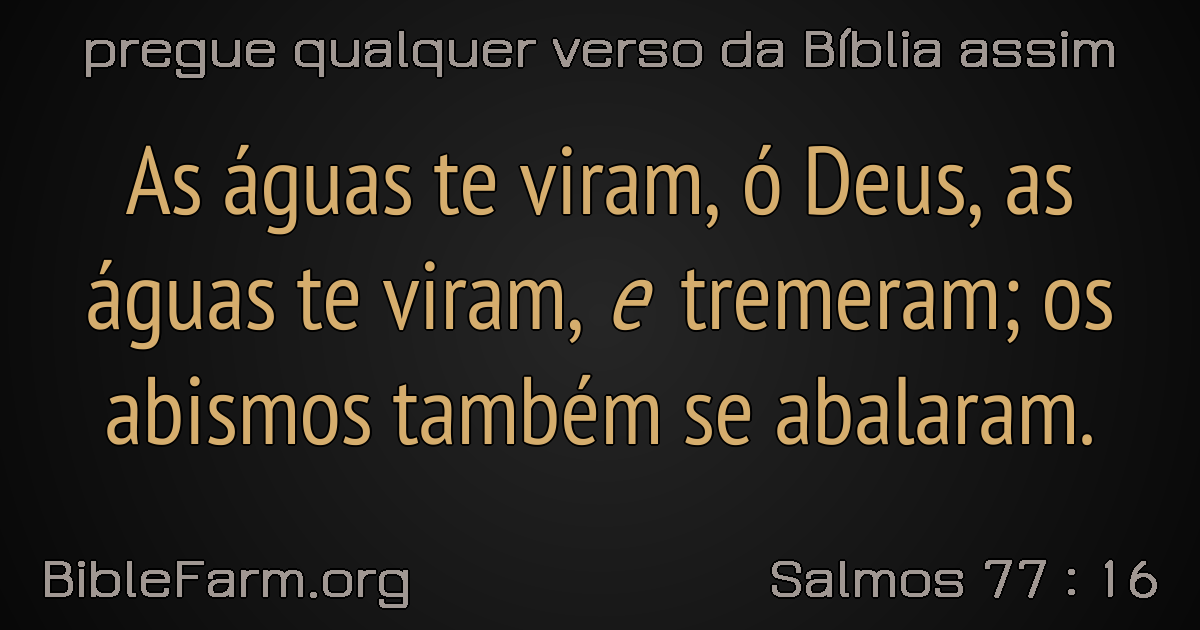 pregue qualquer verso da Bíblia assim
As águas te viram, ó Deus, as
águas te viram, e tremeram; os
abismos também se abalaram.
BibleFarm.org
Salmos 77 : 16